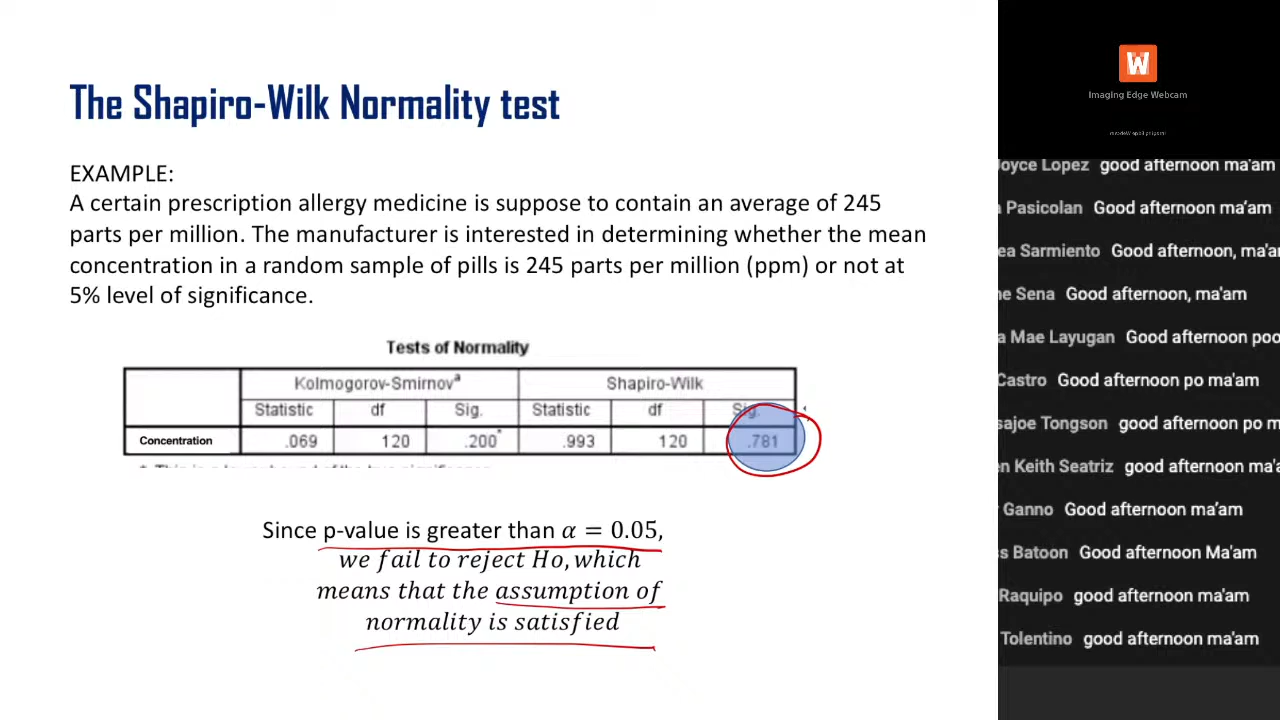 The Shapiro-Wilk Normality test
EXAMPLE:
A certain prescription allergy medicine is suppose to contain an average of 245
parts per million. The manufacturer is interested in determining whether the mean
concentration in a random sample of pills is 245 parts per million (ppm) or not at
5% level of significance.
Tests of Normality
Kolmogorov-Smirnovᵃ Shapiro-Wilk
Statistic df Sig. Statistic df Sig.
Concentration .069 120 .200* .993 120 .781
Since p-value is greater than α = 0.05,
we fail to reject Ho, which
means that the assumption of
normality is satisfied
W
Imaging Edge Webcam
Joyce Lopez good afternoon ma'am
Pasicolan Good afternoon ma'am
ea Sarmiento Good afternoon, ma'am
ne Sena Good afternoon, ma'am
a Mae Layugan Good afternoon poo
Castro Good afternoon po ma'am
sajoe Tongson good afternoon po m
en Keith Seatriz good afternoon ma'a
Ganno Good afternoon ma'am
ss Batoon Good afternoon Ma'am
Raquipo good afternoon ma'am
Tolentino good afternoon ma'am